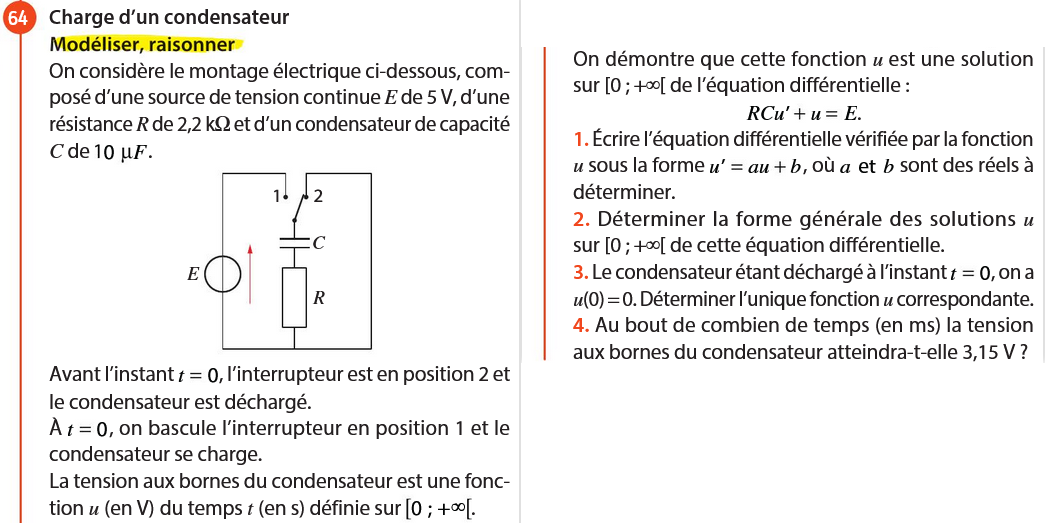 64 Charge d'un condensateur
Modéliser, raisonner
On considère le montage électrique ci-dessous, com-
posé d'une source de tension continue E de 5 V, d'une
résistance R de 2,2 kΩ et d'un condensateur de capacité
C de 10 μF.
1 2
C
E
R
Avant l'instant t = 0, l'interrupteur est en position 2 et
le condensateur est déchargé.
À t = 0, on bascule l'interrupteur en position 1 et le
condensateur se charge.
La tension aux bornes du condensateur est une fonc-
tion u (en V) du temps t (en s) définie sur [0 ; +∞[.
On démontre que cette fonction u est une solution
sur [0 ; +∞[ de l'équation différentielle :
RCu' + u = E.
1. Écrire l'équation différentielle vérifiée par la fonction
u sous la forme u' = au + b, où a et b sont des réels à
déterminer.
2. Déterminer la forme générale des solutions u
sur [0 ; +∞[ de cette équation différentielle.
3. Le condensateur étant déchargé à l'instant t = 0, on a
u(0) = 0. Déterminer l'unique fonction u correspondante.
4. Au bout de combien de temps (en ms) la tension
aux bornes du condensateur atteindra-t-elle 3,15 V ?